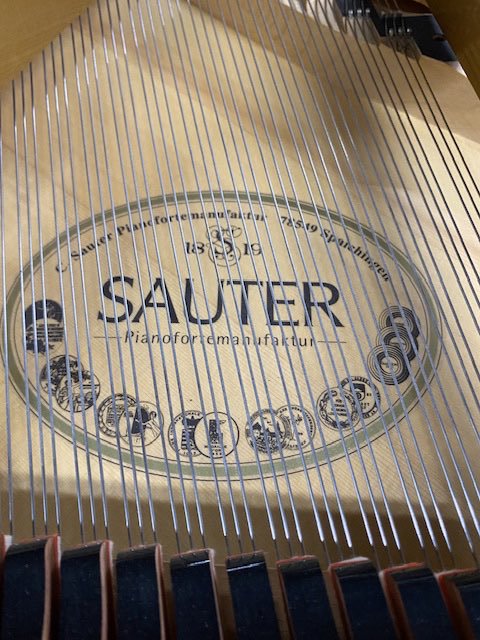 C. Sauter Pianofortemanufaktur 78549 Spaichingen
18 S 19
SAUTER
Pianofortemanufaktur